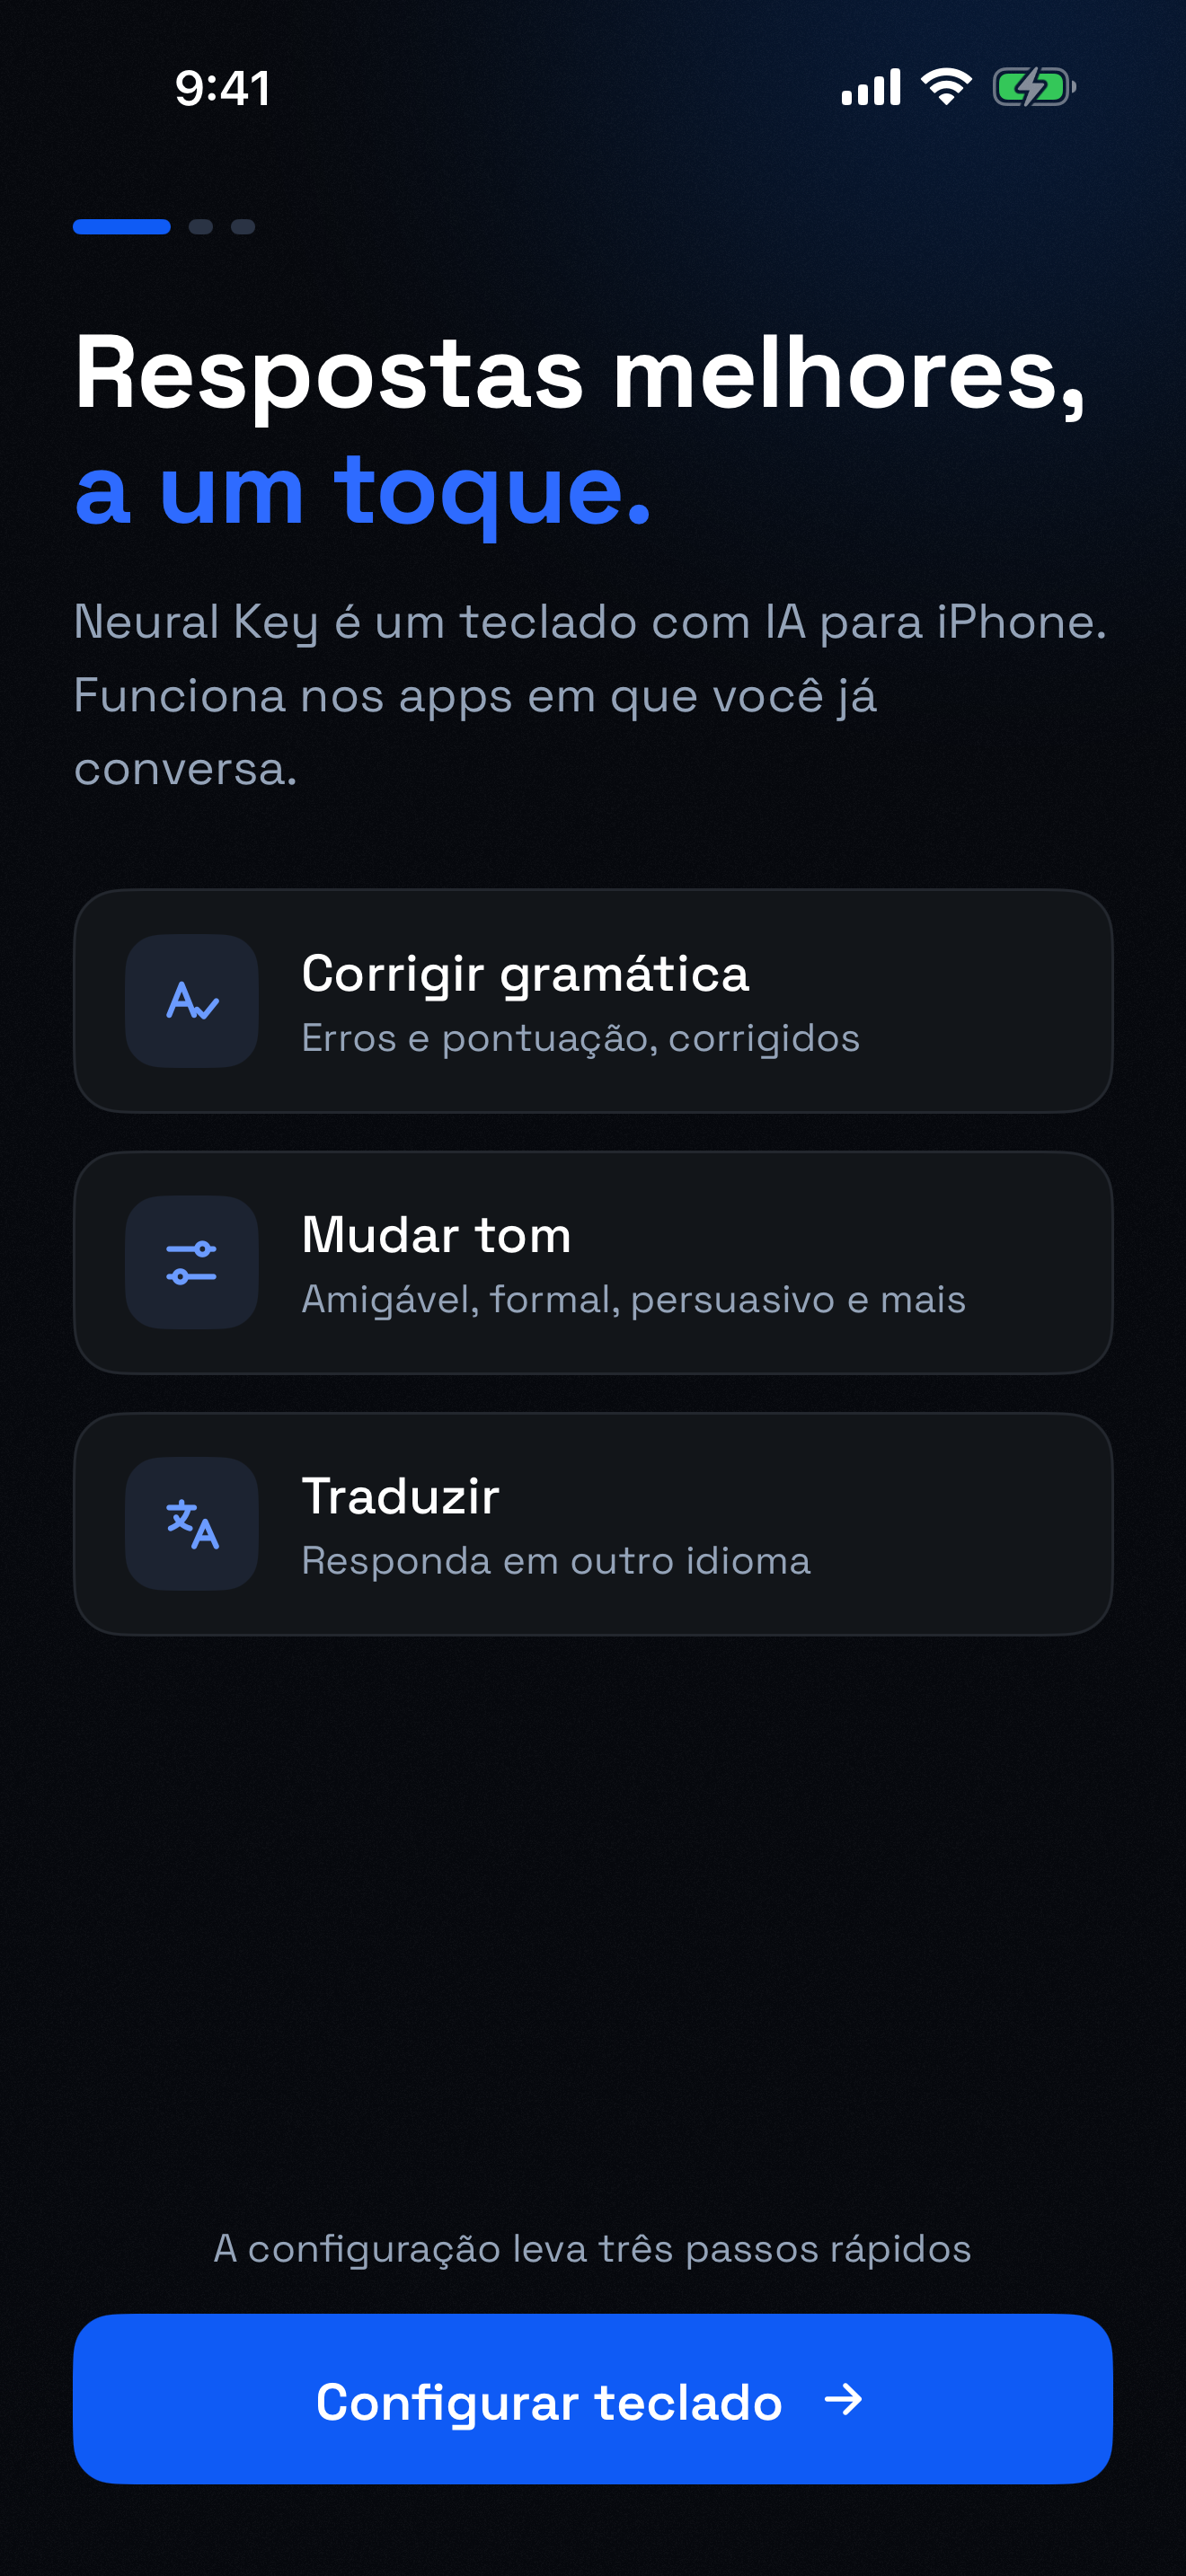 9:41
Respostas melhores,
a um toque.
Neural Key é um teclado com IA para iPhone.
Funciona nos apps em que você já
conversa.
Corrigir gramática
Erros e pontuação, corrigidos
Mudar tom
Amigável, formal, persuasivo e mais
Traduzir
Responda em outro idioma
A configuração leva três passos rápidos
Configurar teclado →